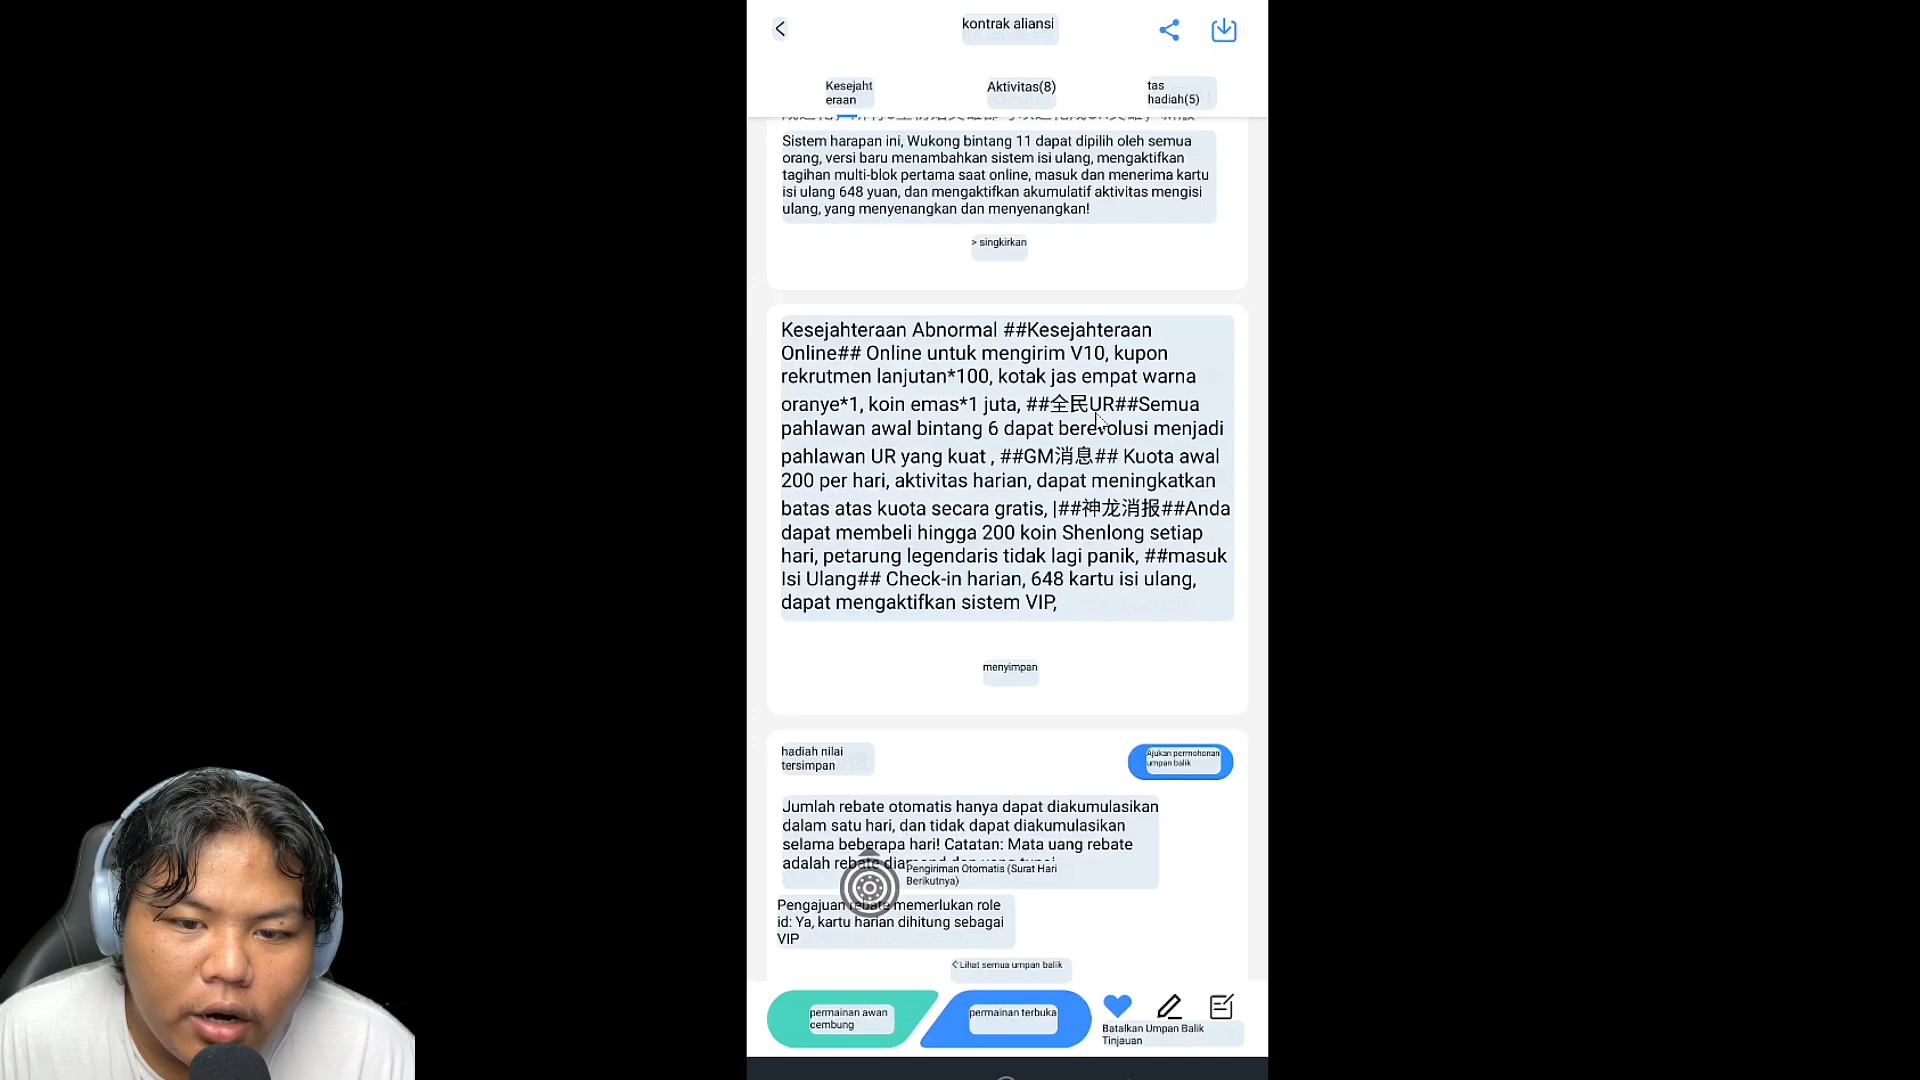 kontrak aliansi
Kesejaht
eraan
Aktivitas(8)
tas
hadiah(5)
Sistem harapan ini, Wukong bintang 11 dapat dipilih oleh semua
orang, versi baru menambahkan sistem isi ulang, mengaktifkan
tagihan multi-blok pertama saat online, masuk dan menerima kartu
isi ulang 648 yuan, dan mengaktifkan akumulatif aktivitas mengisi
ulang, yang menyenangkan dan menyenangkan!
> singkirkan
Kesejahteraan Abnormal ##Kesejahteraan
Online## Online untuk mengirim V10, kupon
rekrutmen lanjutan*100, kotak jas empat warna
oranye*1, koin emas*1 juta, ##全民UR##Semua
pahlawan awal bintang 6 dapat berevolusi menjadi
pahlawan UR yang kuat , ##GM消息## Kuota awal
200 per hari, aktivitas harian, dapat meningkatkan
batas atas kuota secara gratis, |##神龙消报##Anda
dapat membeli hingga 200 koin Shenlong setiap
hari, petarung legendaris tidak lagi panik, ##masuk
Isi Ulang## Check-in harian, 648 kartu isi ulang,
dapat mengaktifkan sistem VIP,
menyimpan
hadiah nilai
tersimpan
Ajukan permohonan
umpan balik
Jumlah rebate otomatis hanya dapat diakumulasikan
dalam satu hari, dan tidak dapat diakumulasikan
selama beberapa hari! Catatan: Mata uang rebate
adalah rebate diamond dan uang tunai
Pengiriman Otomatis (Surat Hari
Berikutnya)
Pengajuan rebate memerlukan role
id: Ya, kartu harian dihitung sebagai
VIP
<Lihat semua umpan balik
permainan awan
cembung
permainan terbuka
Batalkan Umpan Balik
Tinjauan